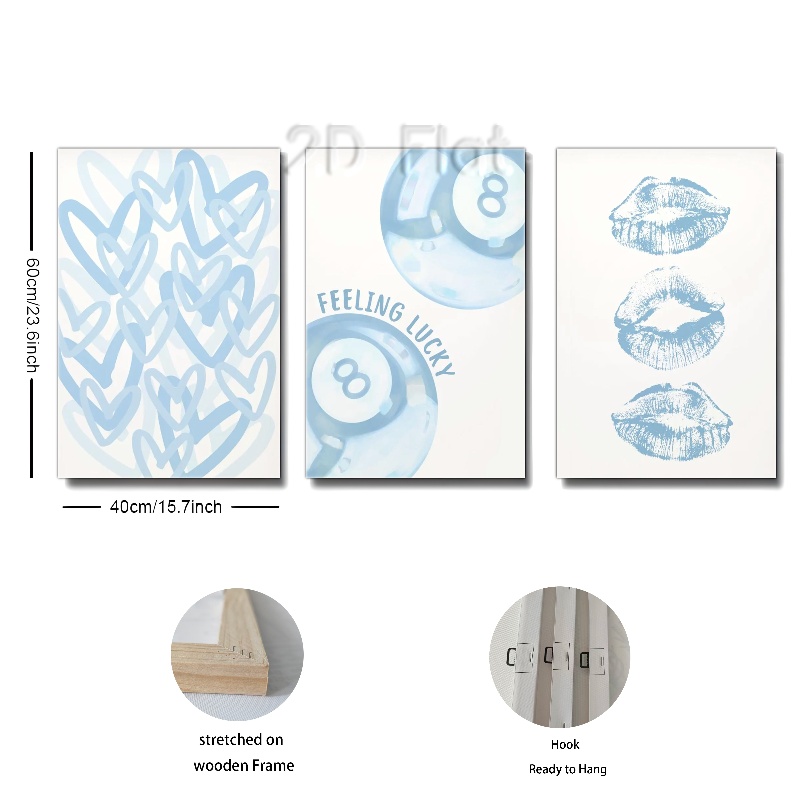 2D Flat
8
FEELING LUCKY
8
60cm/23.6inch
40cm/15.7inch
stretched on
wooden Frame
Hook
Ready to Hang